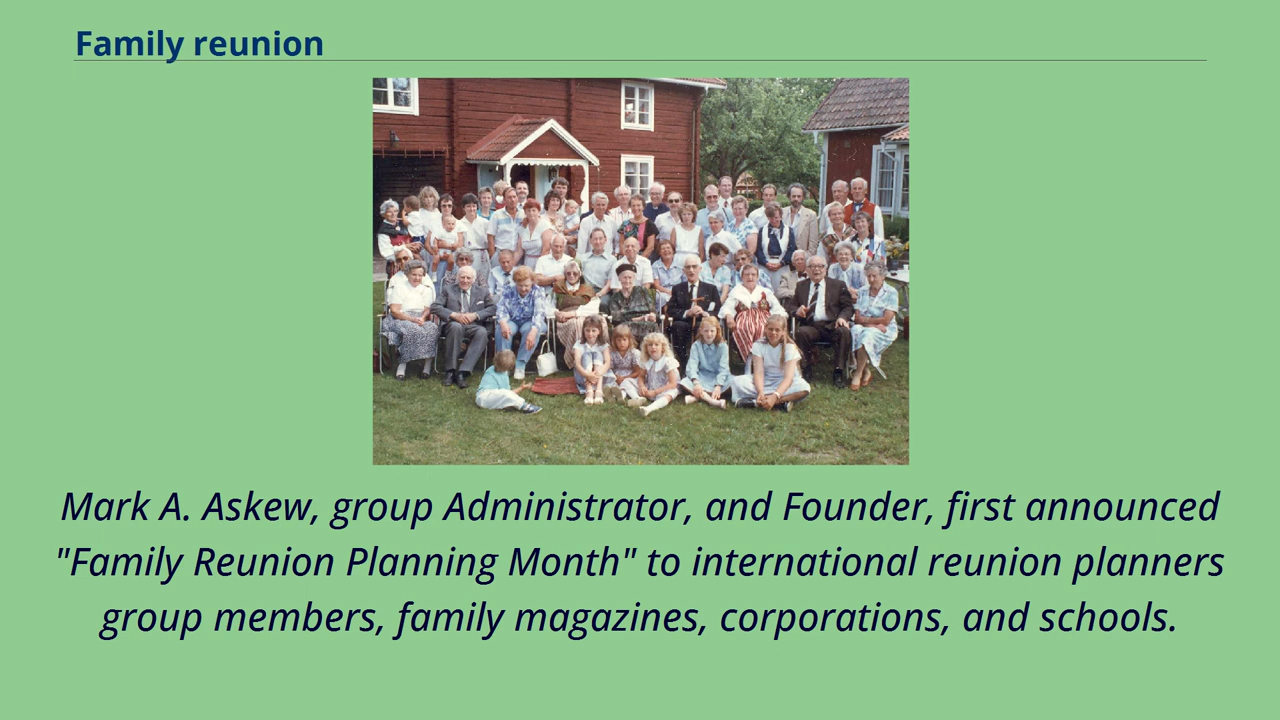 Family reunion
Mark A. Askew, group Administrator, and Founder, first announced
"Family Reunion Planning Month" to international reunion planners
group members, family magazines, corporations, and schools.